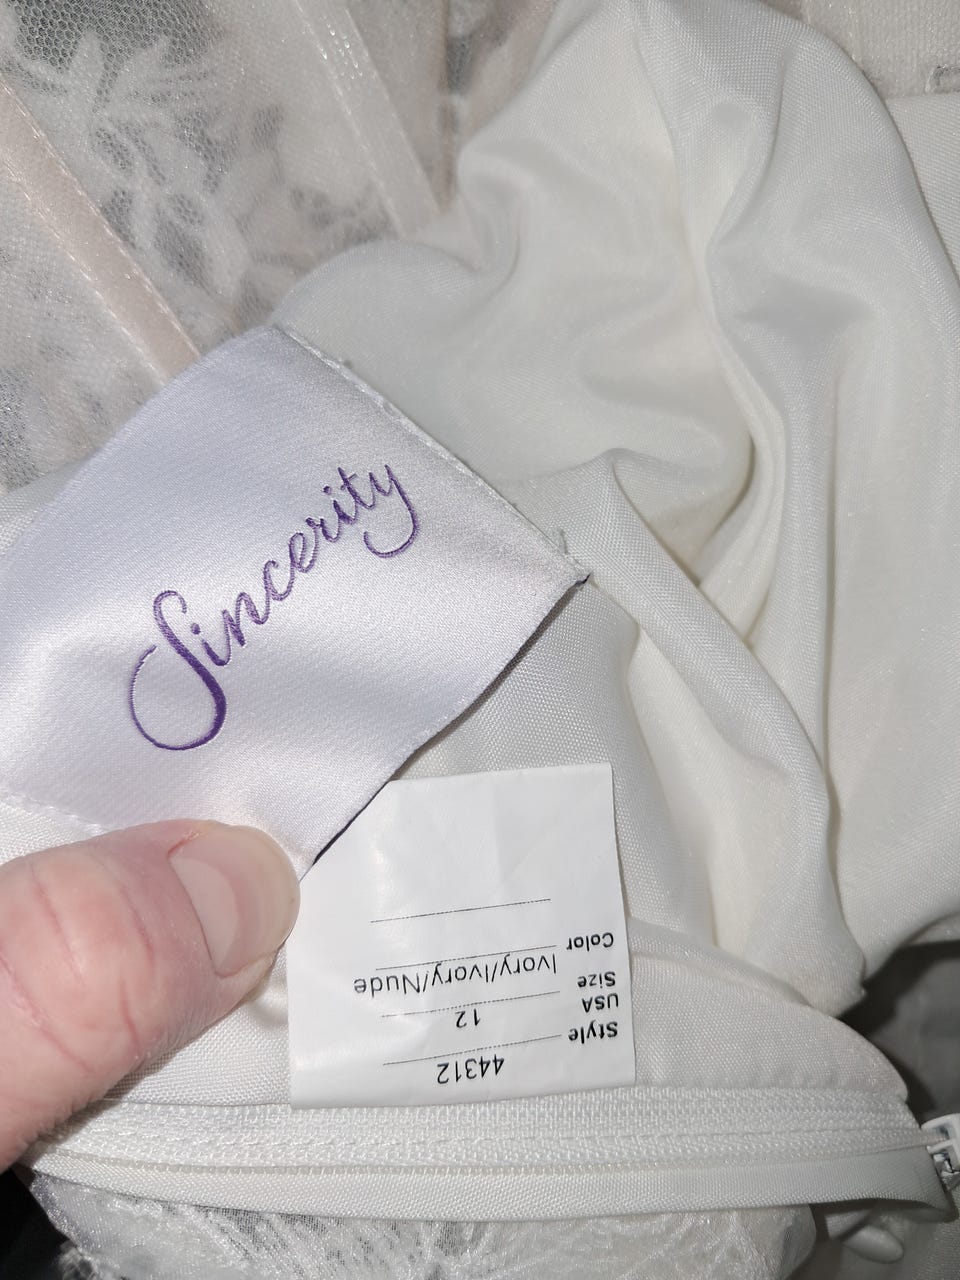 Sincerity
Style 44312
USA
Size 12
Color Ivory/Ivory/Nude